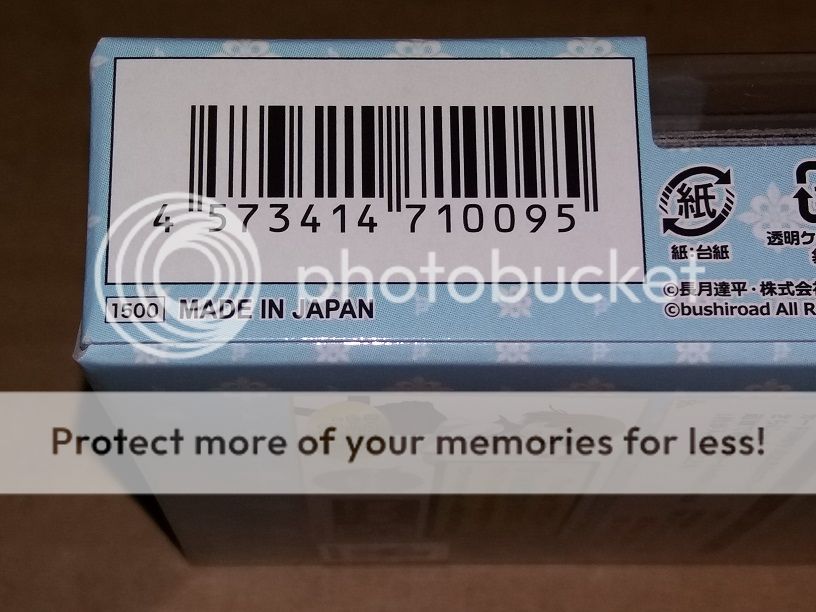 4 573414 710095
紙
紙:台紙
透明ケ
1500 MADE IN JAPAN
©長月達平・株式会
©bushiroad All R
photobucket
Protect more of your memories for less!